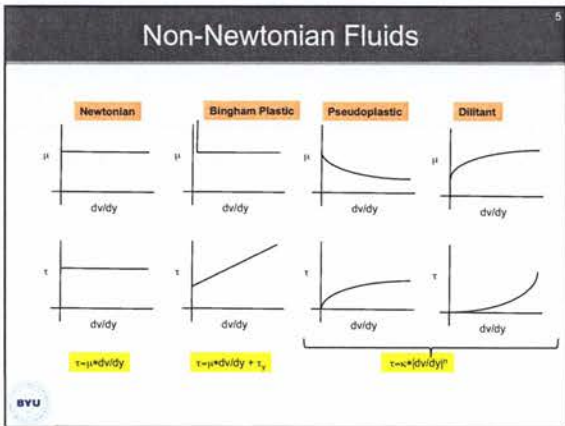 5
Non-Newtonian Fluids
Newtonian
Bingham Plastic
Pseudoplastic
Dilitant
μ
dv/dy
μ
dv/dy
μ
dv/dy
μ
dv/dy
τ
dv/dy
τ
dv/dy
τ
dv/dy
τ
dv/dy
τ=μ*dv/dy
τ=μ*dv/dy + τy
τ=κ*|dv/dy|ⁿ
BYU